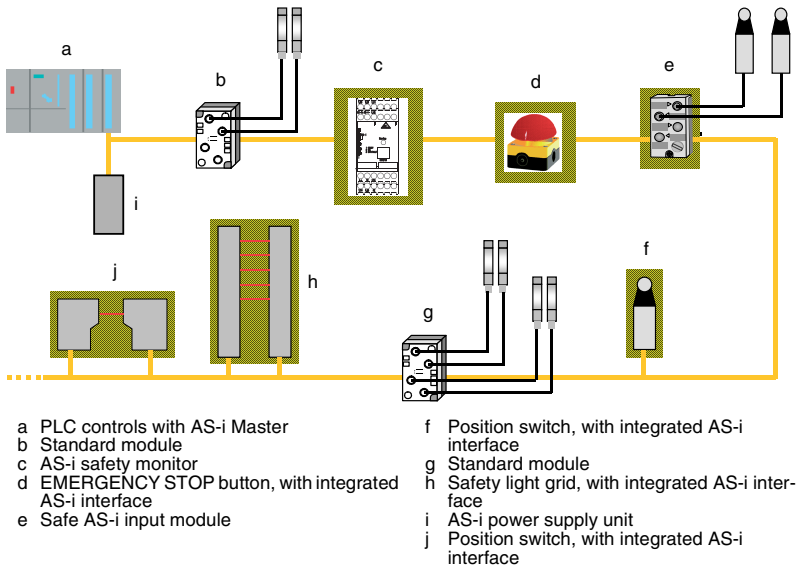 a
b
c
d
e
i
j
h
g
f
a PLC controls with AS-i Master
b Standard module
c AS-i safety monitor
d EMERGENCY STOP button, with integrated
AS-i interface
e Safe AS-i input module
f Position switch, with integrated AS-i
interface
g Standard module
h Safety light grid, with integrated AS-i inter-
face
i AS-i power supply unit
j Position switch, with integrated AS-i
interface